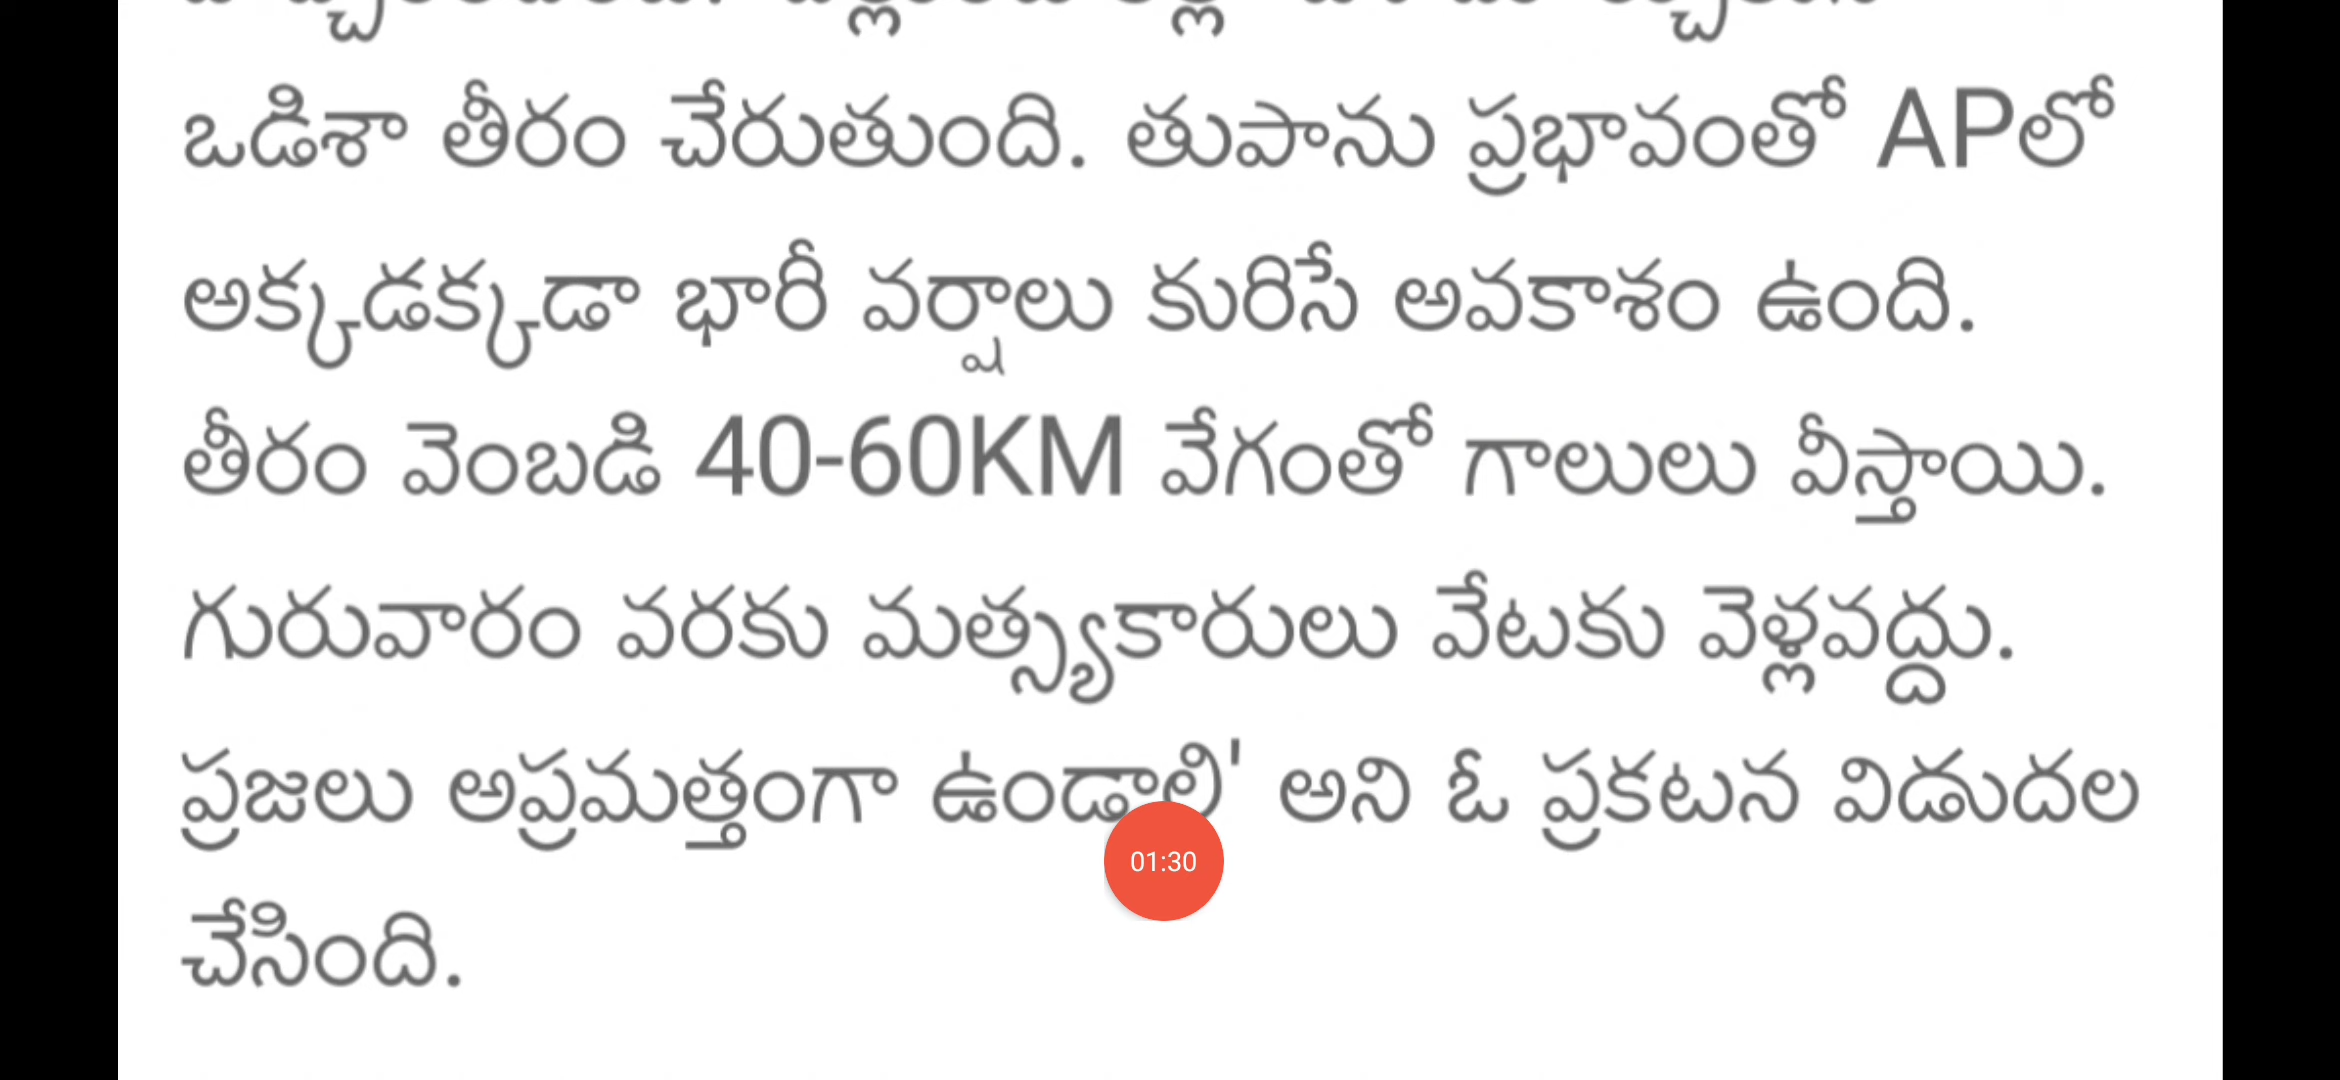 ఒడిశా తీరం చేరుతుంది. తుపాను ప్రభావంతో APలో
అక్కడక్కడా భారీ వర్షాలు కురిసే అవకాశం ఉంది.
తీరం వెంబడి 40-60KM వేగంతో గాలులు వీస్తాయి.
గురువారం వరకు మత్స్యకారులు వేటకు వెళ్లవద్దు.
ప్రజలు అప్రమత్తంగా ఉండాలి' అని ఓ ప్రకటన విడుదల
01:30
చేసింది.